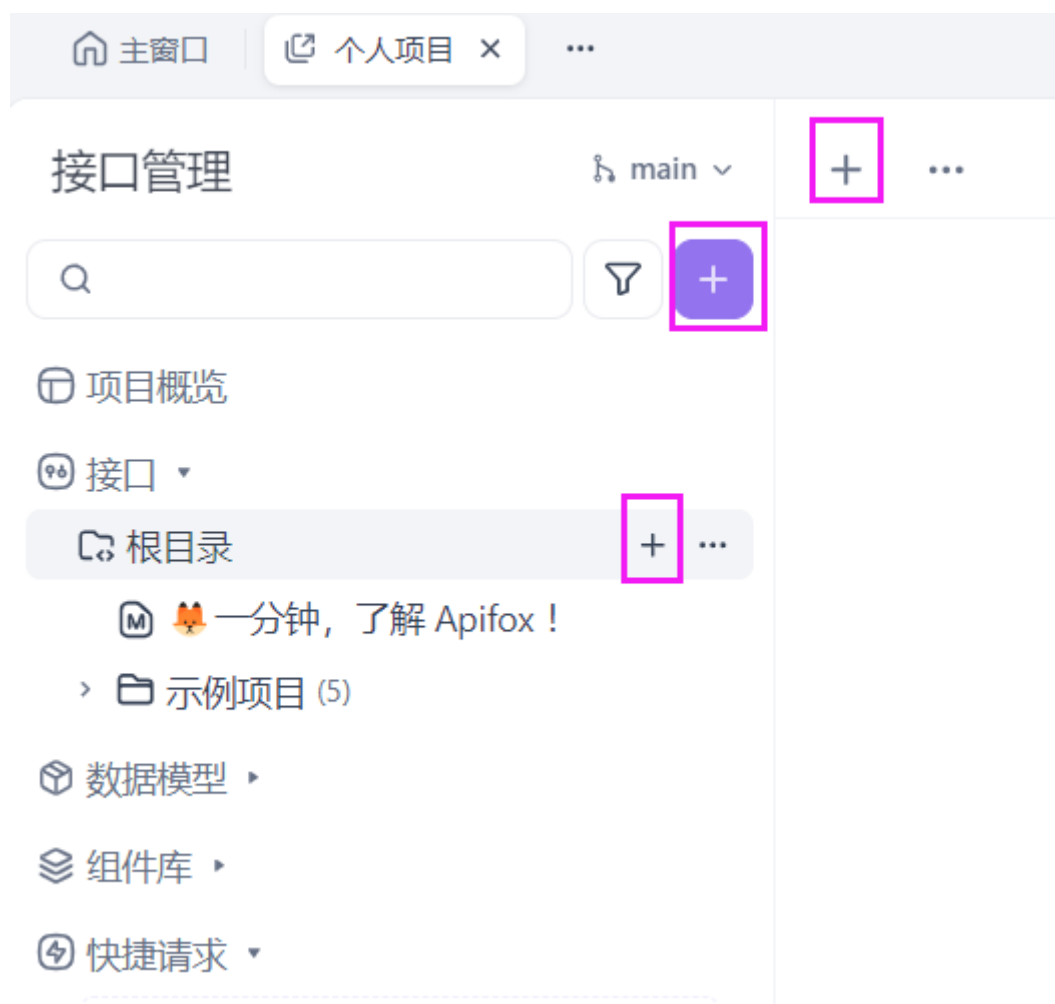 主窗口 个人项目
接口管理 main
项目概览
接口
根目录
一分钟，了解 Apifox！
示例项目 (5)
数据模型
组件库
快捷请求